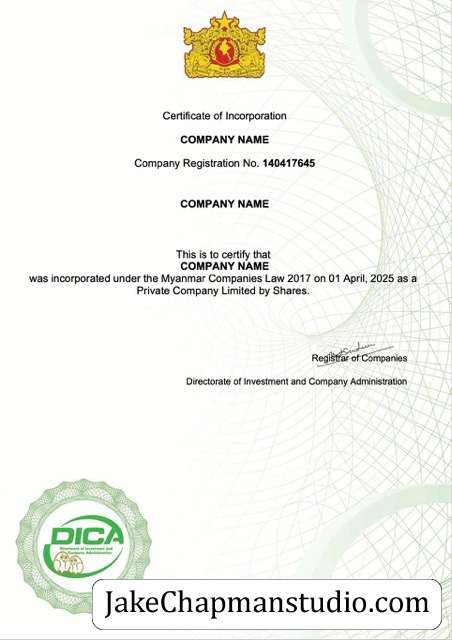 Certificate of Incorporation
COMPANY NAME
Company Registration No. 140417645
COMPANY NAME
This is to certify that
COMPANY NAME
was incorporated under the Myanmar Companies Law 2017 on 01 April, 2025 as a
Private Company Limited by Shares.
Registrar of Companies
Directorate of Investment and Company Administration
DICA
Directorate of Investment and
Company Administration
JakeChapmanstudio.com